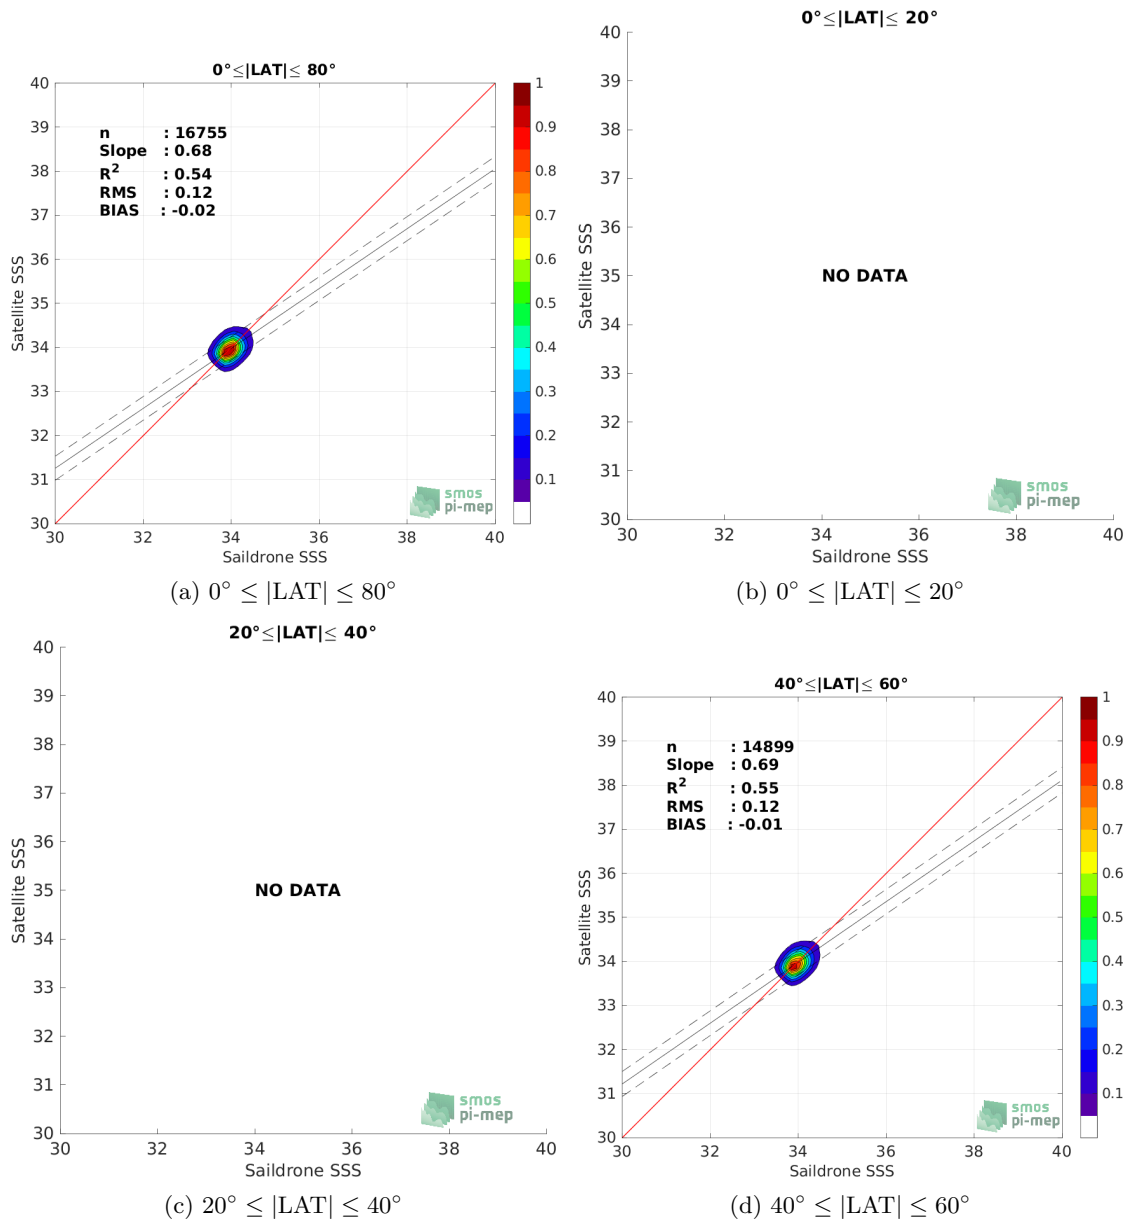 0°≤|LAT|≤ 80°
n : 16755
Slope : 0.68
R² : 0.54
RMS : 0.12
BIAS : -0.02
40
39
38
37
36
35
34
33
32
31
30
30 32 34 36 38 40
Satellite SSS
Saildrone SSS
1
0.9
0.8
0.7
0.6
0.5
0.4
0.3
0.2
0.1
smos
pi-mep
(a) 0° ≤ |LAT| ≤ 80°
0°≤|LAT|≤ 20°
40
39
38
37
36
35
34
33
32
31
30
30 32 34 36 38 40
Satellite SSS
NO DATA
Saildrone SSS
smos
pi-mep
(b) 0° ≤ |LAT| ≤ 20°
20°≤|LAT|≤ 40°
40
39
38
37
36
35
34
33
32
31
30
30 32 34 36 38 40
Satellite SSS
NO DATA
Saildrone SSS
smos
pi-mep
(c) 20° ≤ |LAT| ≤ 40°
40°≤|LAT|≤ 60°
n : 14899
Slope : 0.69
R² : 0.55
RMS : 0.12
BIAS : -0.01
40
39
38
37
36
35
34
33
32
31
30
30 32 34 36 38 40
Satellite SSS
Saildrone SSS
1
0.9
0.8
0.7
0.6
0.5
0.4
0.3
0.2
0.1
smos
pi-mep
(d) 40° ≤ |LAT| ≤ 60°